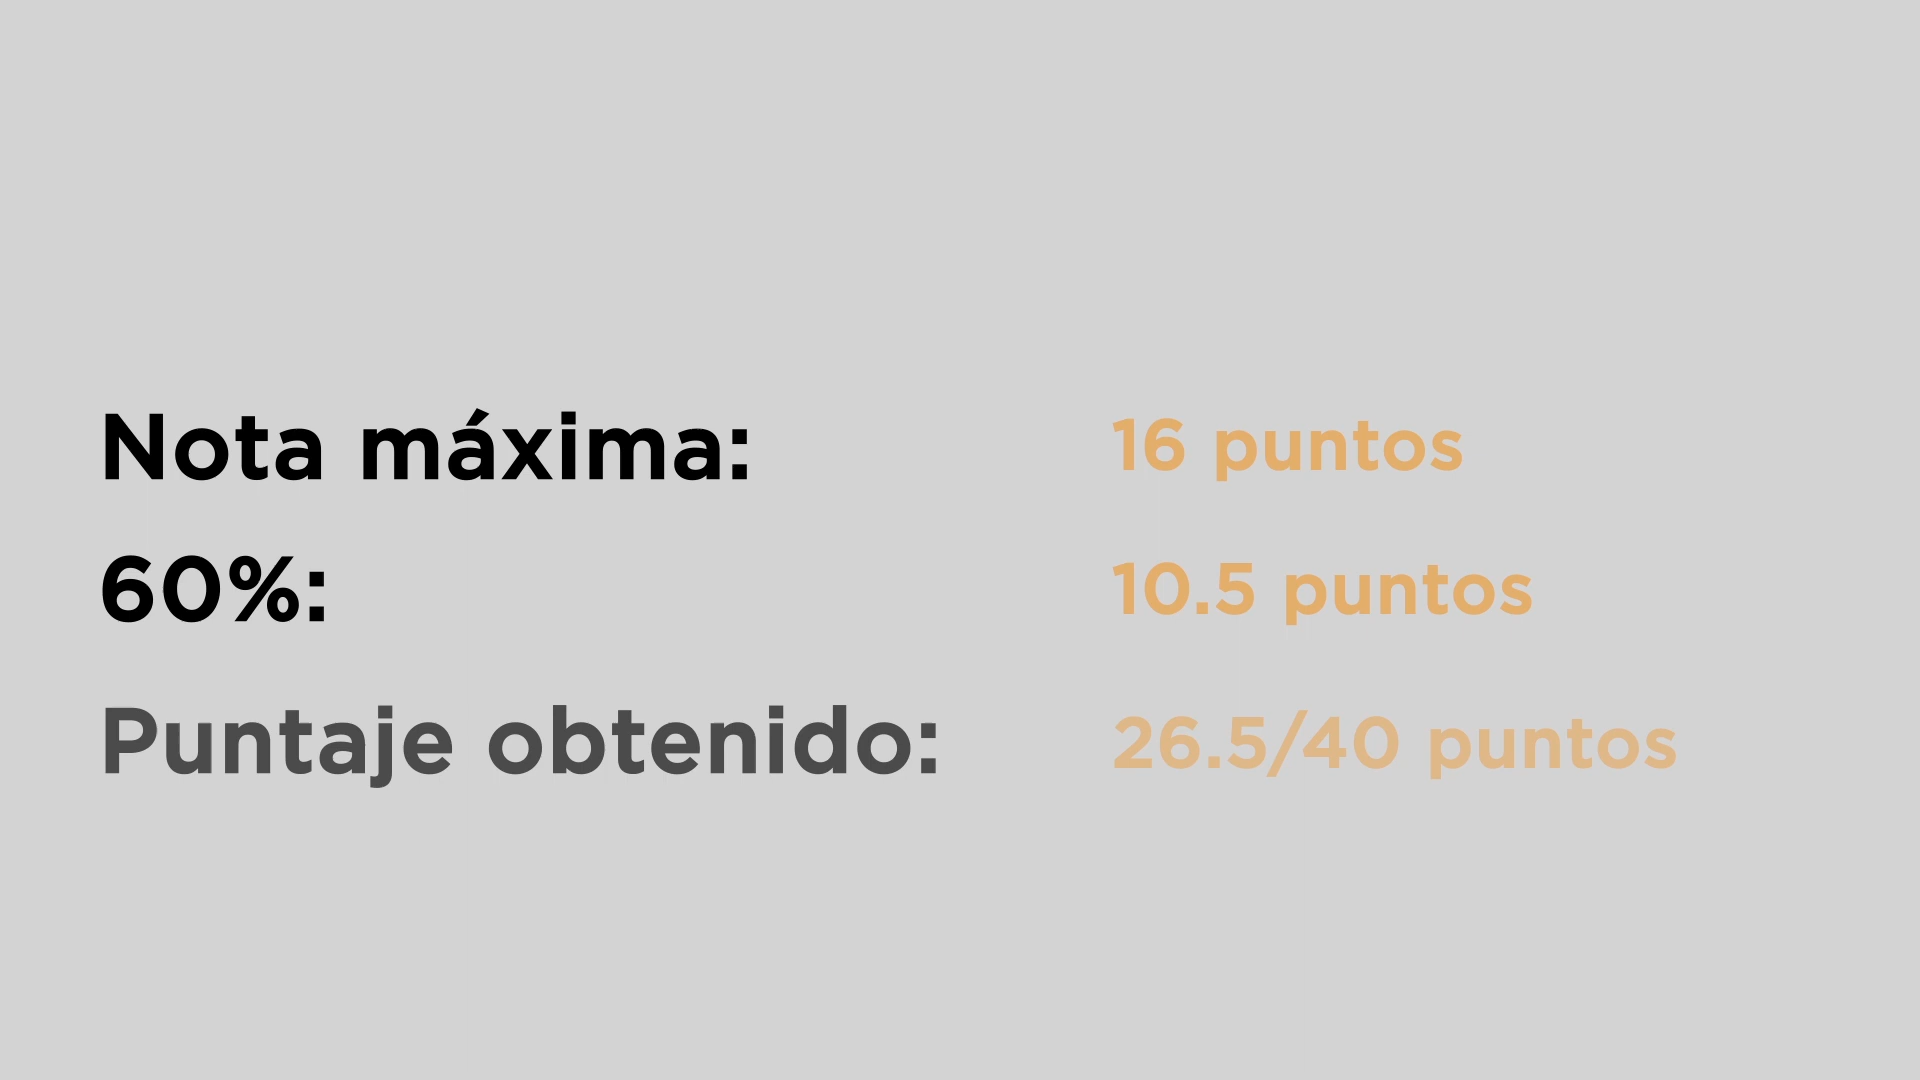 Nota máxima: 16 puntos
60%: 10.5 puntos
Puntaje obtenido: 26.5/40 puntos